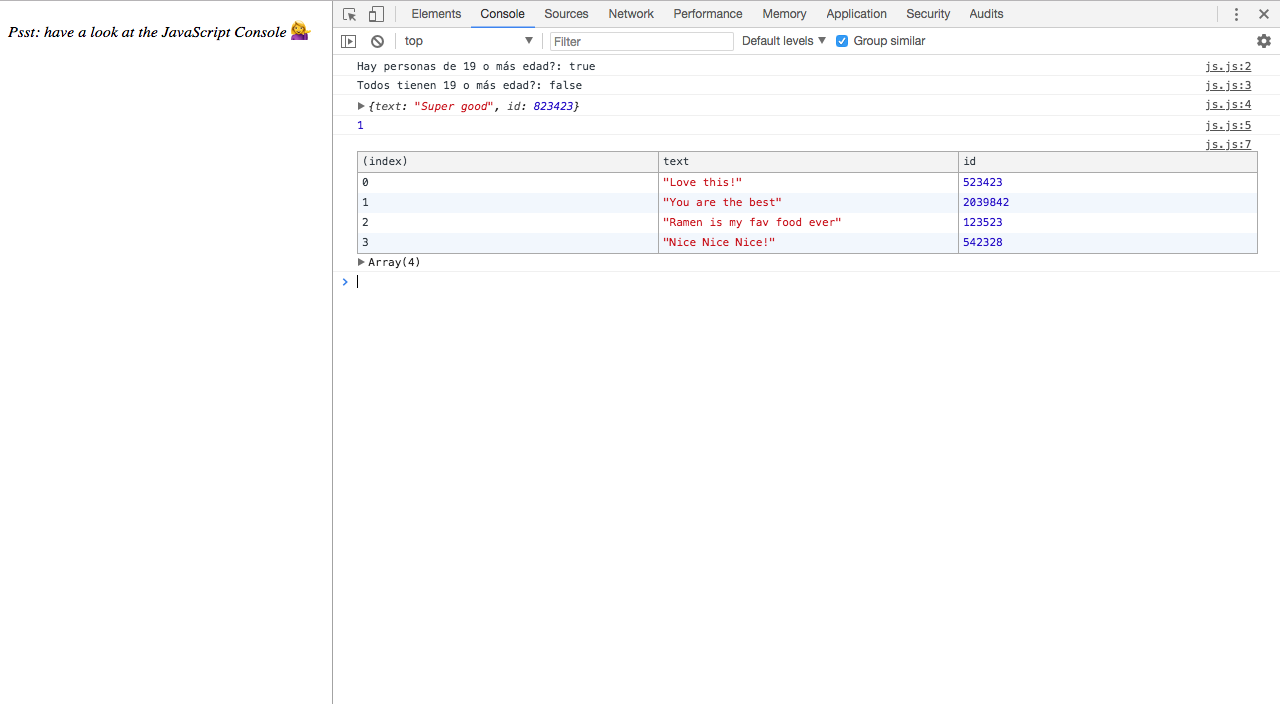 Psst: have a look at the JavaScript Console 💁
Elements Console Sources Network Performance Memory Application Security Audits
top Filter Default levels Group similar
Hay personas de 19 o más edad?: true js.js:2
Todos tienen 19 o más edad?: false js.js:3
{text: "Super good", id: 823423} js.js:4
1 js.js:5
js.js:7
(index) text id
0 "Love this!" 523423
1 "You are the best" 2039842
2 "Ramen is my fav food ever" 123523
3 "Nice Nice Nice!" 542328
Array(4)